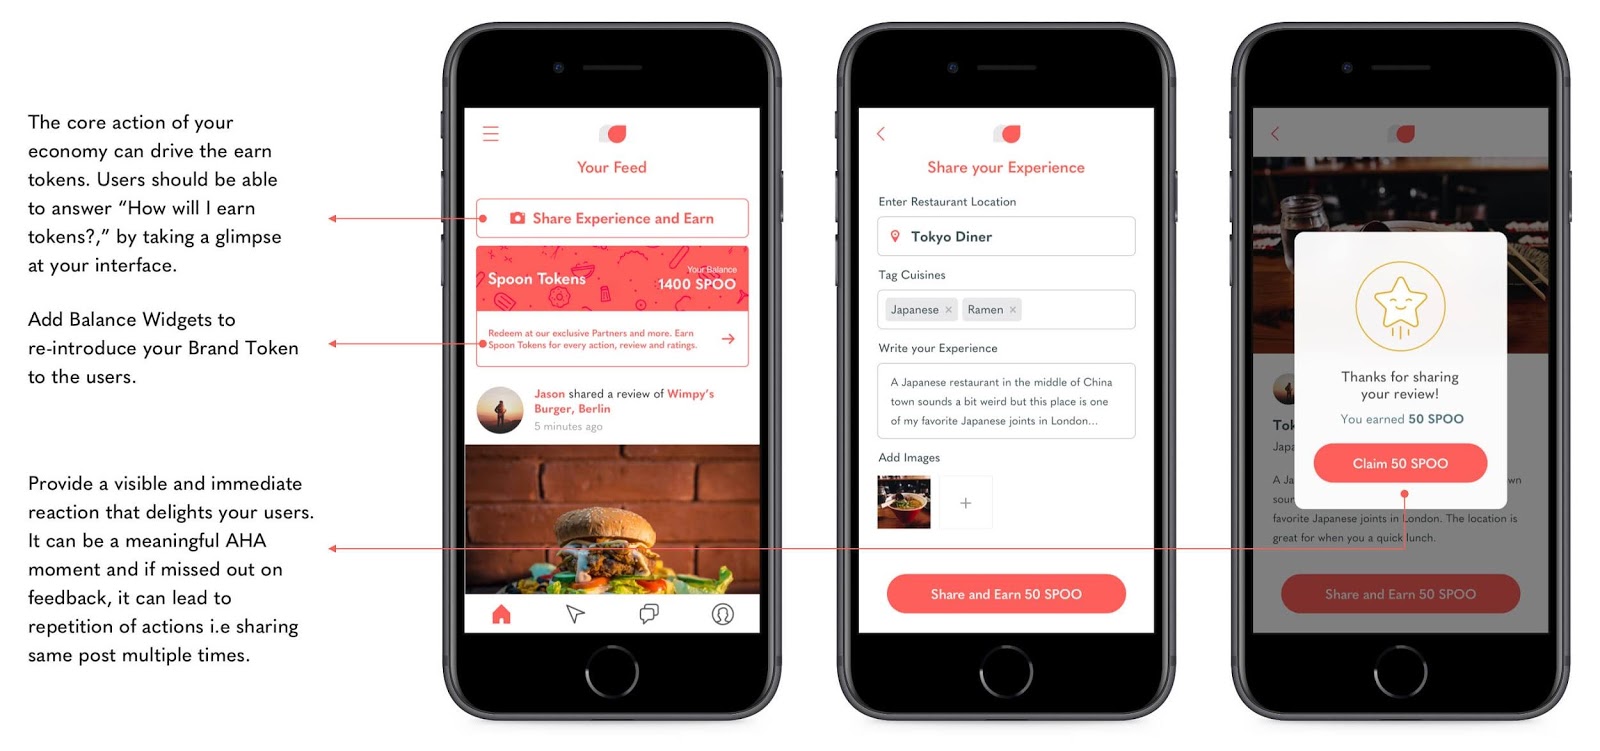 The core action of your
economy can drive the earn
tokens. Users should be able
to answer “How will I earn
tokens?,” by taking a glimpse
at your interface.
Add Balance Widgets to
re-introduce your Brand Token
to the users.
Provide a visible and immediate
reaction that delights your users.
It can be a meaningful AHA
moment and if missed out on
feedback, it can lead to
repetition of actions i.e sharing
same post multiple times.
Your Feed
Share Experience and Earn
Spoon Tokens
Your Balance
1400 SPOO
Redeem at our exclusive Partners and more. Earn
Spoon Tokens for every action, review and ratings.
Jason shared a review of Wimpy’s
Burger, Berlin
5 minutes ago
Share your Experience
Enter Restaurant Location
Tokyo Diner
Tag Cuisines
Japanese × Ramen ×
Write your Experience
A Japanese restaurant in the middle of China
town sounds a bit weird but this place is one
of my favorite Japanese joints in London...
Add Images
+
Share and Earn 50 SPOO
Thanks for sharing
your review!
You earned 50 SPOO
Claim 50 SPOO
Tok
Japa
A Ja wn
sour
favorite Japanese joints in London. The location is
great for when you a quick lunch.
Share and Earn 50 SPOO